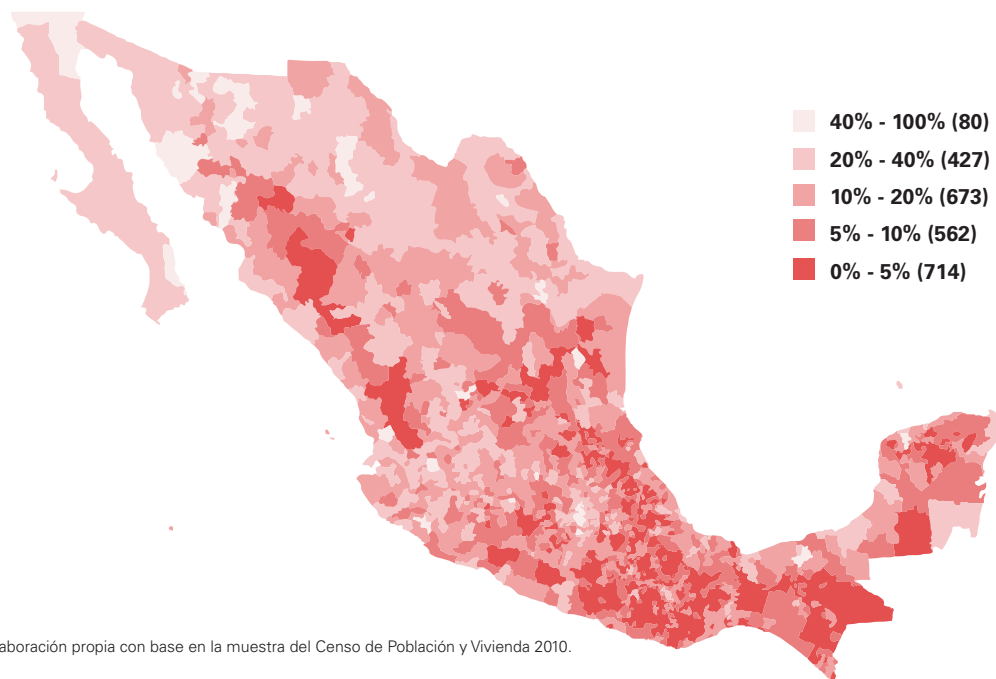 40% - 100% (80)
20% - 40% (427)
10% - 20% (673)
5% - 10% (562)
0% - 5% (714)
aboración propia con base en la muestra del Censo de Población y Vivienda 2010.